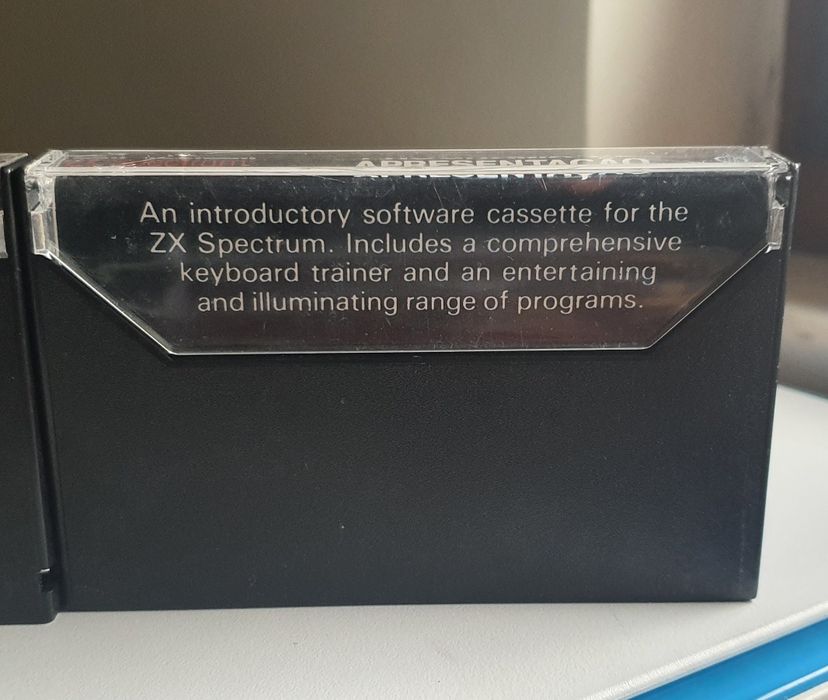 APRESENTAÇÃO
An introductory software cassette for the
ZX Spectrum. Includes a comprehensive
keyboard trainer and an entertaining
and illuminating range of programs.